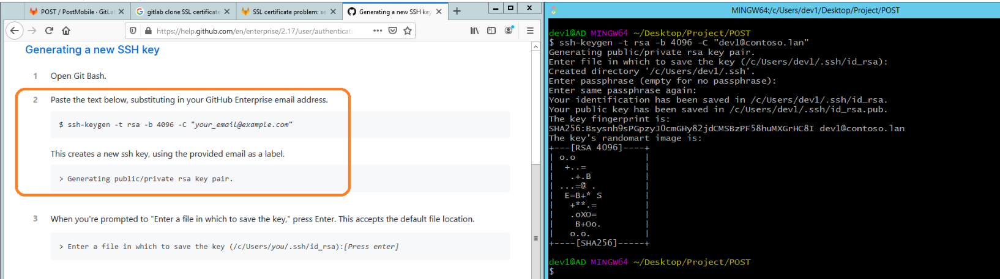 POST / PostMobile · GitLa
gitlab clone SSL certificate
SSL certificate problem: se
Generating a new SSH key
https://help.github.com/en/enterprise/2.17/user/authenticati
Generating a new SSH key
1 Open Git Bash.
2 Paste the text below, substituting in your GitHub Enterprise email address.
$ ssh-keygen -t rsa -b 4096 -C "your_email@example.com"
This creates a new ssh key, using the provided email as a label.
> Generating public/private rsa key pair.
3 When you're prompted to "Enter a file in which to save the key," press Enter. This accepts the default file location.
> Enter a file in which to save the key (/c/Users/you/.ssh/id_rsa):[Press enter]
MINGW64:/c/Users/dev1/Desktop/Project/POST
dev1@AD MINGW64 ~/Desktop/Project/POST
$ ssh-keygen -t rsa -b 4096 -C "dev1@contoso.lan"
Generating public/private rsa key pair.
Enter file in which to save the key (/c/Users/dev1/.ssh/id_rsa):
Created directory '/c/Users/dev1/.ssh'.
Enter passphrase (empty for no passphrase):
Enter same passphrase again:
Your identification has been saved in /c/Users/dev1/.ssh/id_rsa.
Your public key has been saved in /c/Users/dev1/.ssh/id_rsa.pub.
The key fingerprint is:
SHA256:Bsysnh9sPGpzyJ0cmGHy82jdCMSBzPF58huMXGrHC8I dev1@contoso.lan
The key's randomart image is:
+---[RSA 4096]----+
| o.o             |
|  +..=           |
|   .+.B          |
| ...=@ .         |
|  E=B+* S        |
|   +**.=         |
|   .oXO=         |
|    B+Oo.        |
|   o.o.          |
+----[SHA256]-----+
dev1@AD MINGW64 ~/Desktop/Project/POST
$